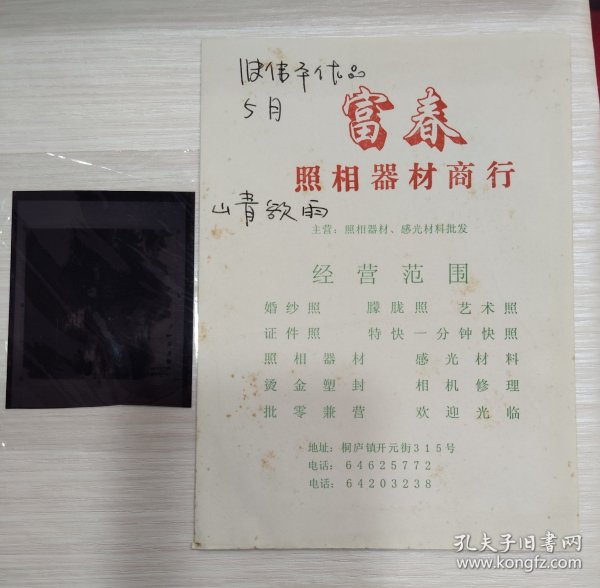 作品
5月
富春
照相器材商行
山青欲雨
主营：照相器材、感光材料批发
经营范围
婚纱照 朦胧照 艺术照
证件照 特快一分钟快照
照相器材 感光材料
烫金塑封 相机修理
批零兼营 欢迎光临
地址：桐庐镇开元街315号
电话：64625772
电话：64203238
孔夫子旧书网
www.kongfz.com